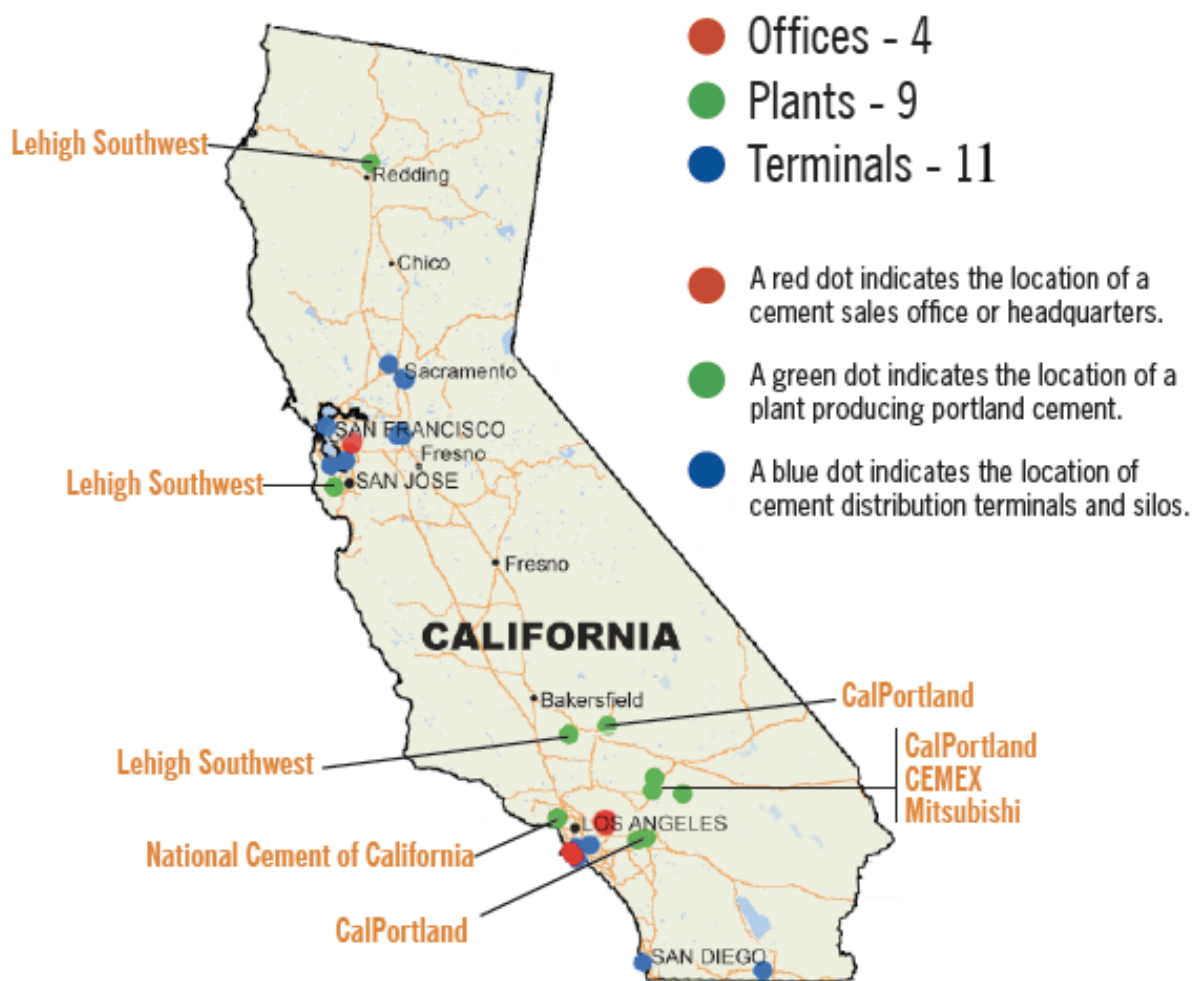 Offices - 4
Plants - 9
Terminals - 11
A red dot indicates the location of a
cement sales office or headquarters.
A green dot indicates the location of a
plant producing portland cement.
A blue dot indicates the location of
cement distribution terminals and silos.
Lehigh Southwest
Redding
Chico
Sacramento
SAN FRANCISCO
Fresno
Lehigh Southwest
SAN JOSE
Fresno
CALIFORNIA
Bakersfield
CalPortland
Lehigh Southwest
CalPortland
CEMEX
Mitsubishi
LOS ANGELES
National Cement of California
CalPortland
SAN DIEGO